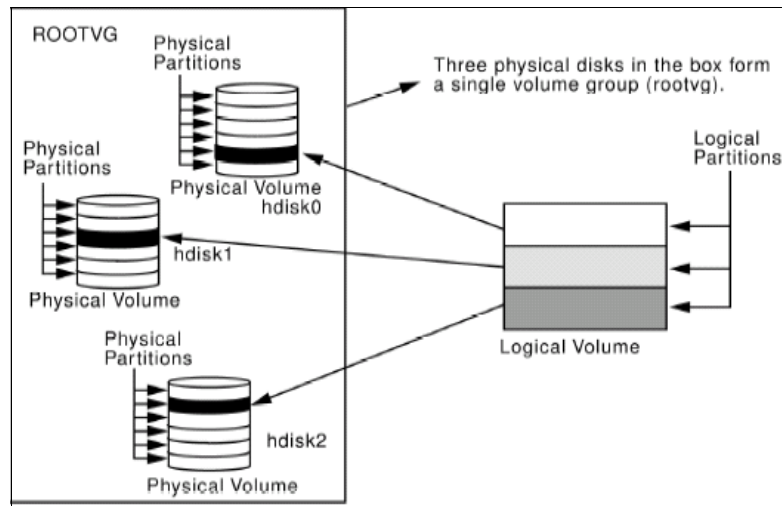 ROOTVG
Physical
Partitions
Three physical disks in the box form
a single volume group (rootvg).
Physical
Partitions
Logical
Partitions
Physical Volume
hdisk0
hdisk1
Physical Volume
Logical Volume
Physical
Partitions
hdisk2
Physical Volume